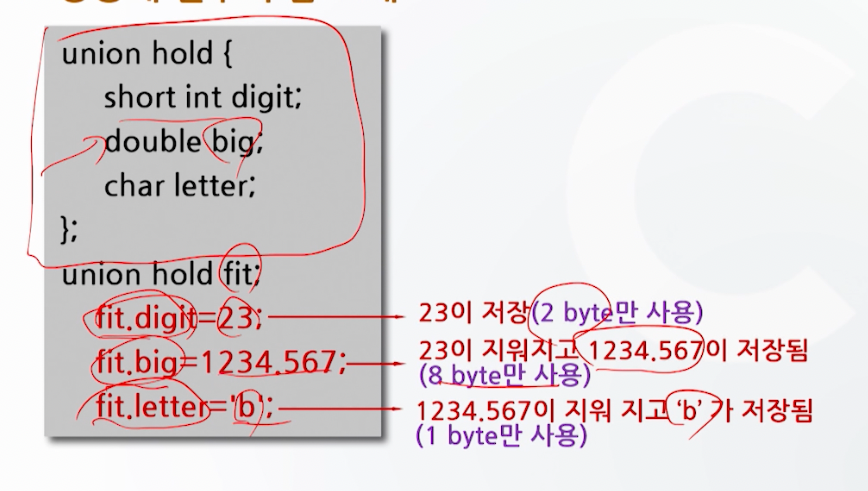 union hold {
short int digit;
double big;
char letter;
};
union hold fit;
fit.digit=23;
23이 저장(2 byte만 사용)
fit.big=1234.567;
23이 지워지고 1234.567이 저장됨
(8 byte만 사용)
fit.letter='b';
1234.567이 지워 지고 ‘b’ 가 저장됨
(1 byte만 사용)